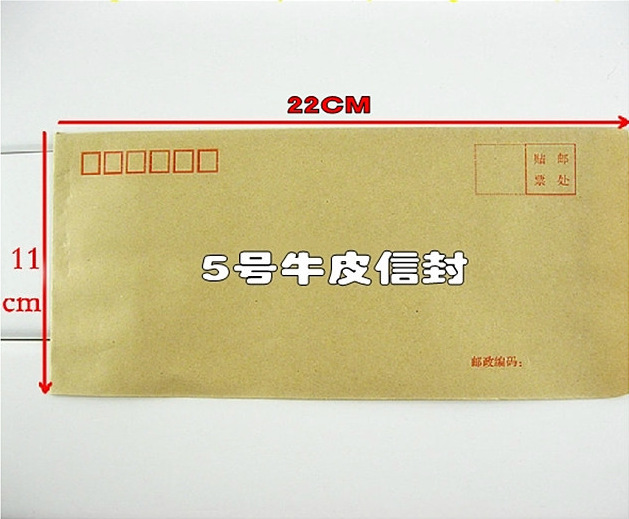 22CM
贴 邮
票 处
11
cm
5号牛皮信封
邮政编码：